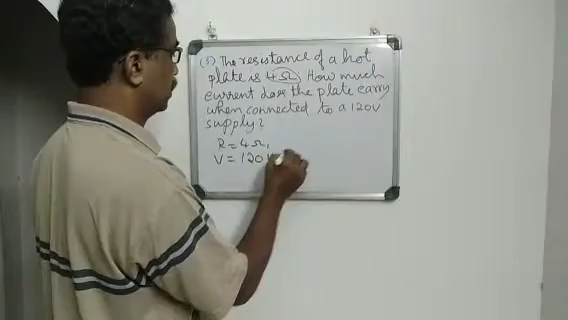 (5) The resistance of a hot
plate is 4Ω. How much
current does the plate carry
when connected to a 120V
supply?
R = 4Ω,
V = 120V